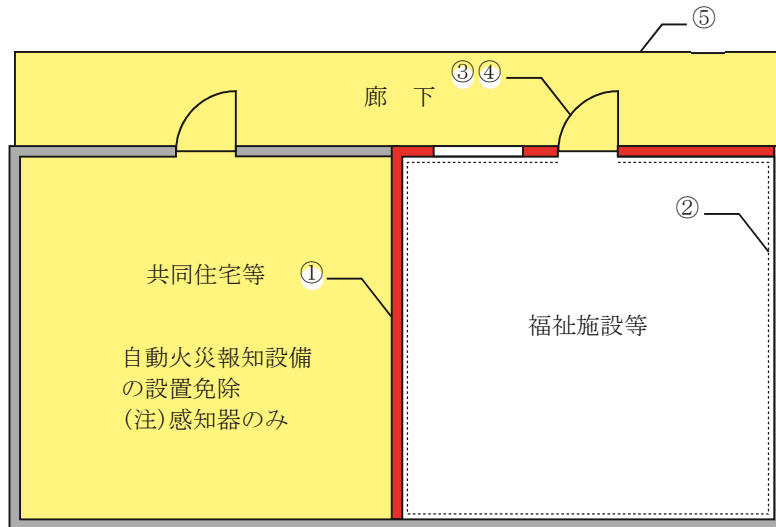 ⑤
③④
廊 下
②
共同住宅等
①
福祉施設等
自動火災報知設備
の設置免除
(注)感知器のみ